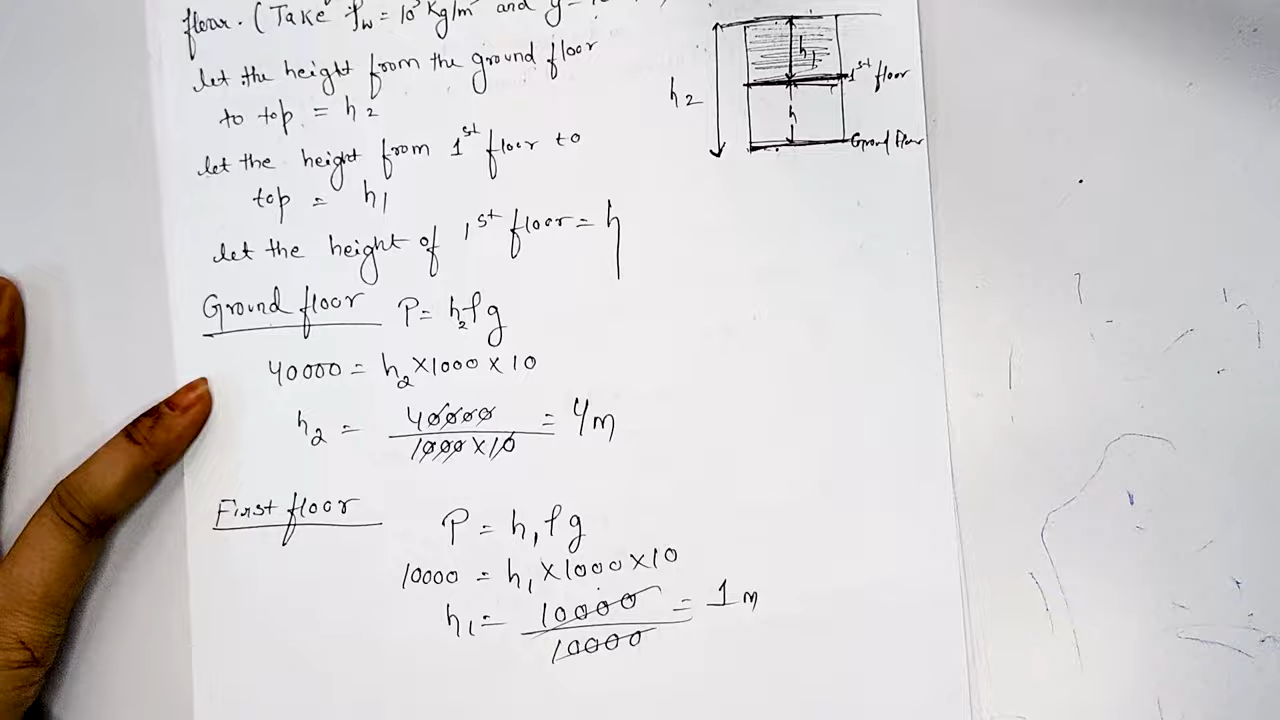 floor. (Take ρw = 10³ Kg/m³ and g = 10
let the height from the ground floor
to top = h2
let the height from 1st floor to
top = h1
let the height of 1st floor = h
Ground floor P = h2ρg
40000 = h2 × 1000 × 10
h2 = 40000 / 1000 × 10 = 4m
First floor
P = h1ρg
10000 = h1 × 1000 × 10
h1 = 10000 / 10000 = 1 m
h2
h1
1st floor
h
Ground floor